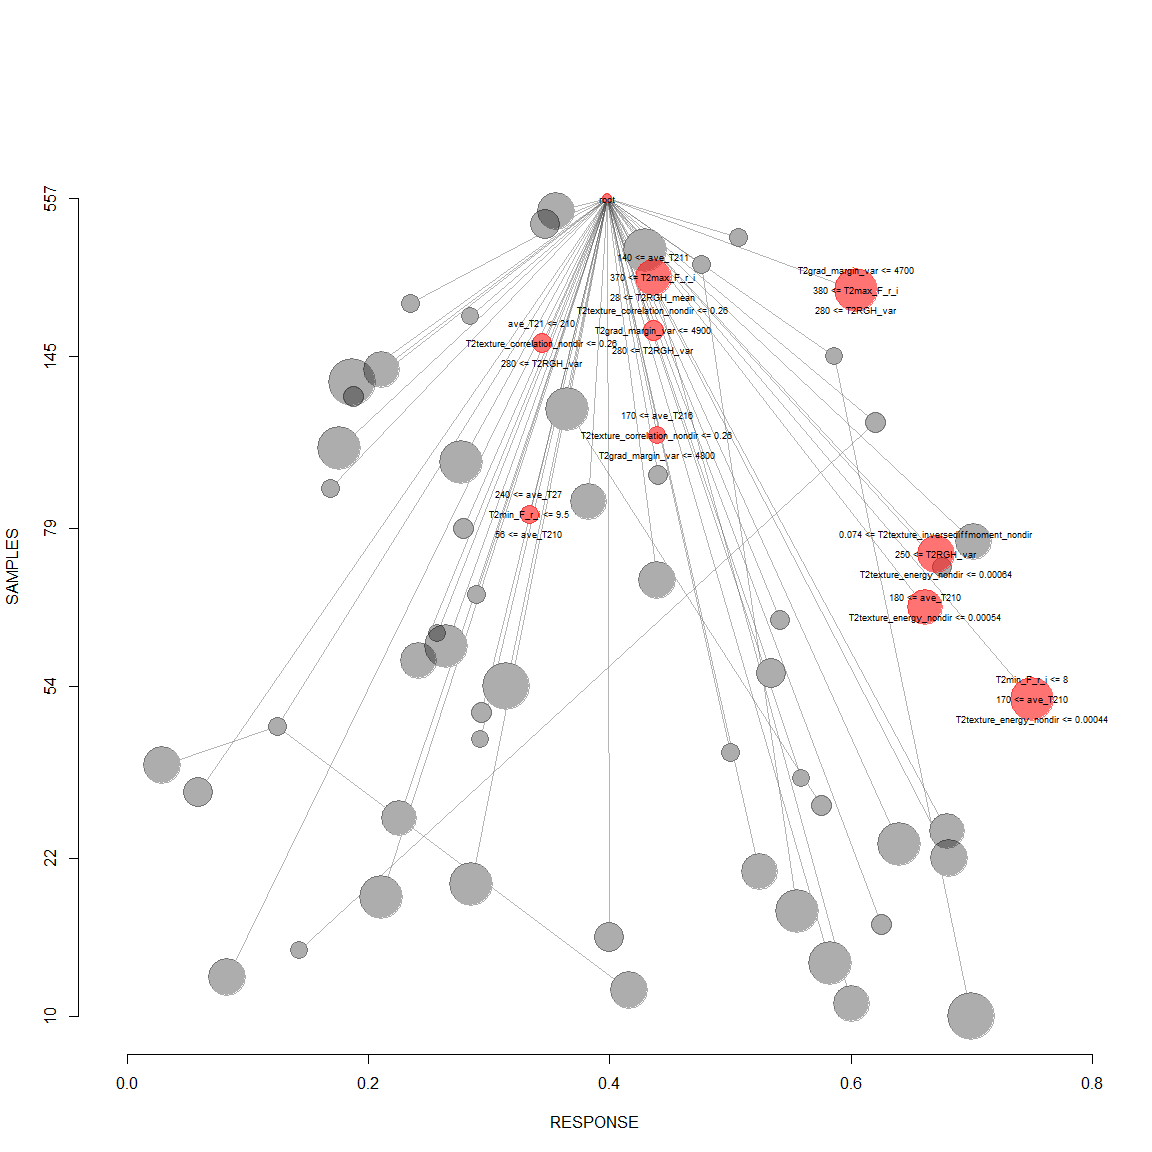 557
root
140 <= ave_T211
370 <= T2max_F_r_i
28 <= T2RGH_mean
T2grad_margin_var <= 4700
380 <= T2max_F_r_i
280 <= T2RGH_var
T2texture_correlation_nondir <= 0.26
T2grad_margin_var <= 4900
280 <= T2RGH_var
ave_T21 <= 210
T2texture_correlation_nondir <= 0.26
280 <= T2RGH_var
145
170 <= ave_T216
T2texture_correlation_nondir <= 0.26
T2grad_margin_var <= 4800
240 <= ave_T27
T2min_F_r_i <= 9.5
56 <= ave_T210
79
0.074 <= T2texture_inversediffmoment_nondir
250 <= T2RGH_var
T2texture_energy_nondir <= 0.00064
SAMPLES
180 <= ave_T210
T2texture_energy_nondir <= 0.00054
54
T2min_F_r_i <= 8
170 <= ave_T210
T2texture_energy_nondir <= 0.00044
22
10
0.0 0.2 0.4 0.6 0.8
RESPONSE